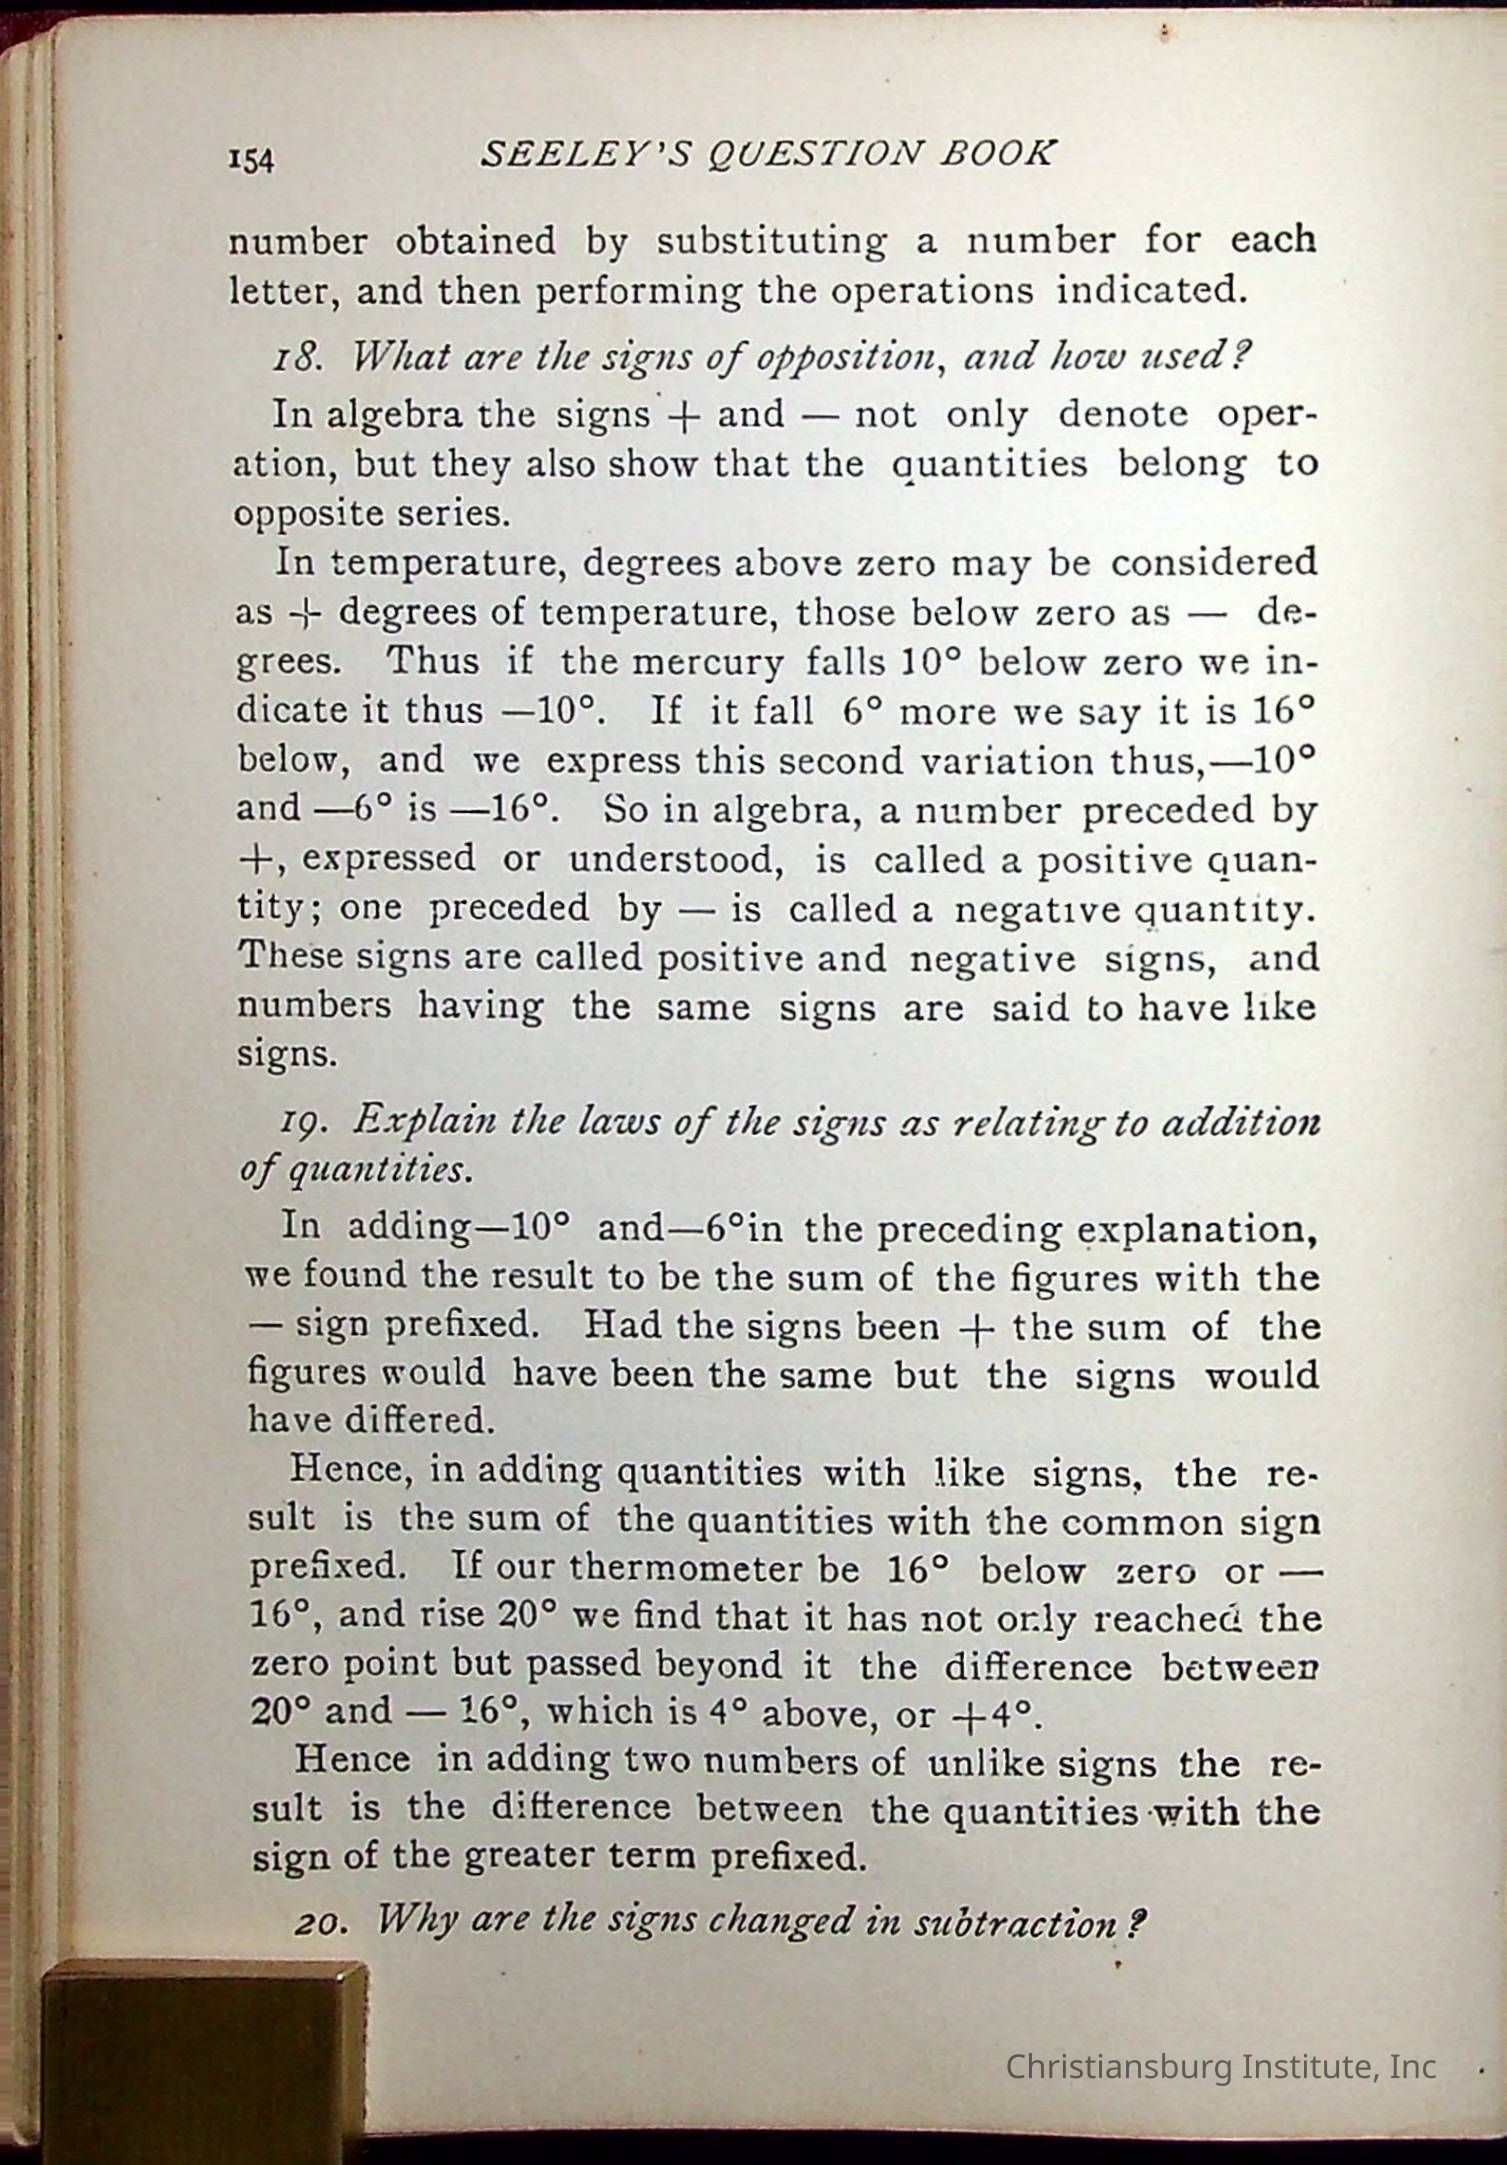 154 SEELEY'S QUESTION BOOK
number obtained by substituting a number for each
letter, and then performing the operations indicated.
18. What are the signs of opposition, and how used?
In algebra the signs + and — not only denote oper-
ation, but they also show that the quantities belong to
opposite series.
In temperature, degrees above zero may be considered
as + degrees of temperature, those below zero as — de-
grees. Thus if the mercury falls 10° below zero we in-
dicate it thus —10°. If it fall 6° more we say it is 16°
below, and we express this second variation thus,—10°
and —6° is —16°. So in algebra, a number preceded by
+, expressed or understood, is called a positive quan-
tity; one preceded by — is called a negative quantity.
These signs are called positive and negative signs, and
numbers having the same signs are said to have like
signs.
19. Explain the laws of the signs as relating to addition
of quantities.
In adding—10° and—6°in the preceding explanation,
we found the result to be the sum of the figures with the
— sign prefixed. Had the signs been + the sum of the
figures would have been the same but the signs would
have differed.
Hence, in adding quantities with like signs, the re-
sult is the sum of the quantities with the common sign
prefixed. If our thermometer be 16° below zero or —
16°, and rise 20° we find that it has not only reached the
zero point but passed beyond it the difference between
20° and — 16°, which is 4° above, or +4°.
Hence in adding two numbers of unlike signs the re-
sult is the difference between the quantities with the
sign of the greater term prefixed.
20. Why are the signs changed in subtraction?
Christiansburg Institute, Inc